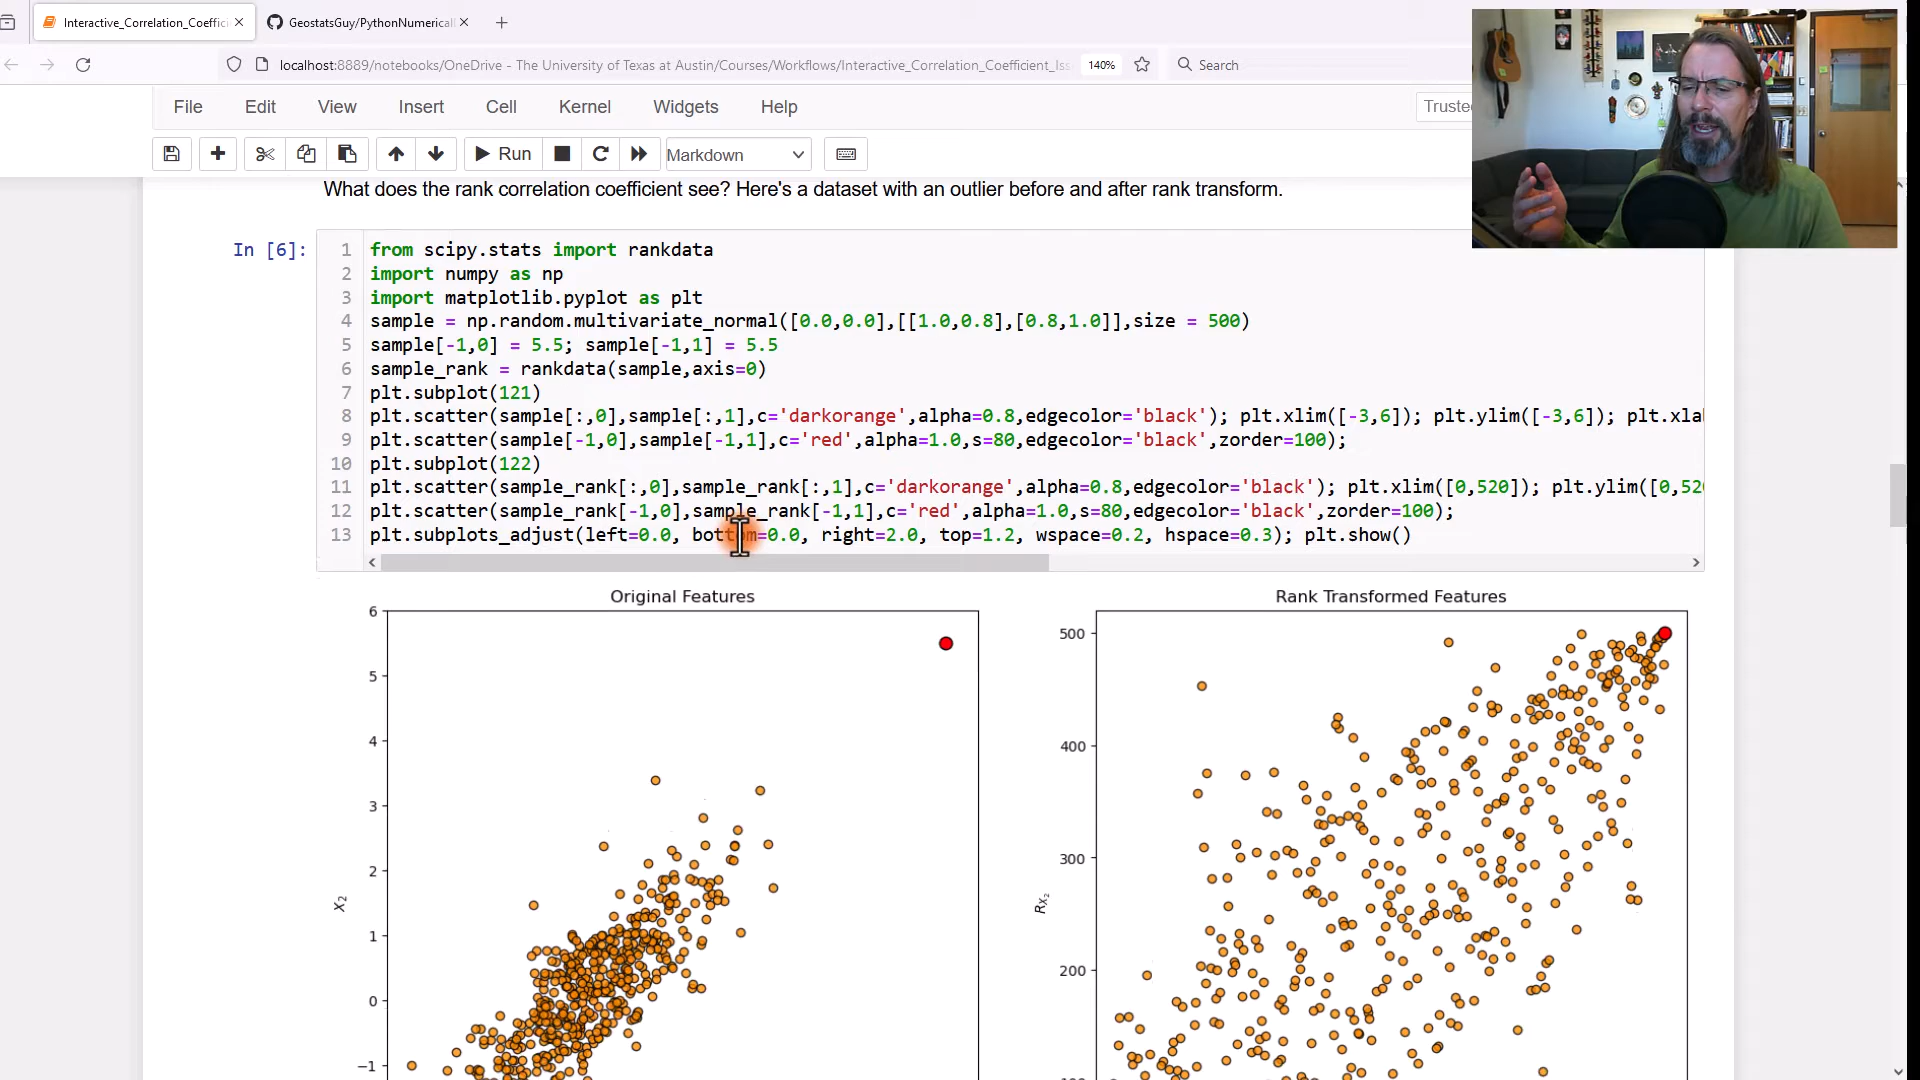 Interactive_Correlation_Coeffici
GeostatsGuy/PythonNumericalI
localhost:8889/notebooks/OneDrive - The University of Texas at Austin/Courses/Workflows/Interactive_Correlation_Coefficient_Iss
140%
Search
File Edit View Insert Cell Kernel Widgets Help
Trusted
Run
Markdown
What does the rank correlation coefficient see? Here's a dataset with an outlier before and after rank transform.
In [6]:
1 from scipy.stats import rankdata
2 import numpy as np
3 import matplotlib.pyplot as plt
4 sample = np.random.multivariate_normal([0.0,0.0],[[1.0,0.8],[0.8,1.0]],size = 500)
5 sample[-1,0] = 5.5; sample[-1,1] = 5.5
6 sample_rank = rankdata(sample,axis=0)
7 plt.subplot(121)
8 plt.scatter(sample[:,0],sample[:,1],c='darkorange',alpha=0.8,edgecolor='black'); plt.xlim([-3,6]); plt.ylim([-3,6]); plt.xla
9 plt.scatter(sample[-1,0],sample[-1,1],c='red',alpha=1.0,s=80,edgecolor='black',zorder=100);
10 plt.subplot(122)
11 plt.scatter(sample_rank[:,0],sample_rank[:,1],c='darkorange',alpha=0.8,edgecolor='black'); plt.xlim([0,520]); plt.ylim([0,520
12 plt.scatter(sample_rank[-1,0],sample_rank[-1,1],c='red',alpha=1.0,s=80,edgecolor='black',zorder=100);
13 plt.subplots_adjust(left=0.0, bottom=0.0, right=2.0, top=1.2, wspace=0.2, hspace=0.3); plt.show()
Original Features
6
5
4
3
2
1
0
−1
X2
Rank Transformed Features
500
400
300
200
100
RX2